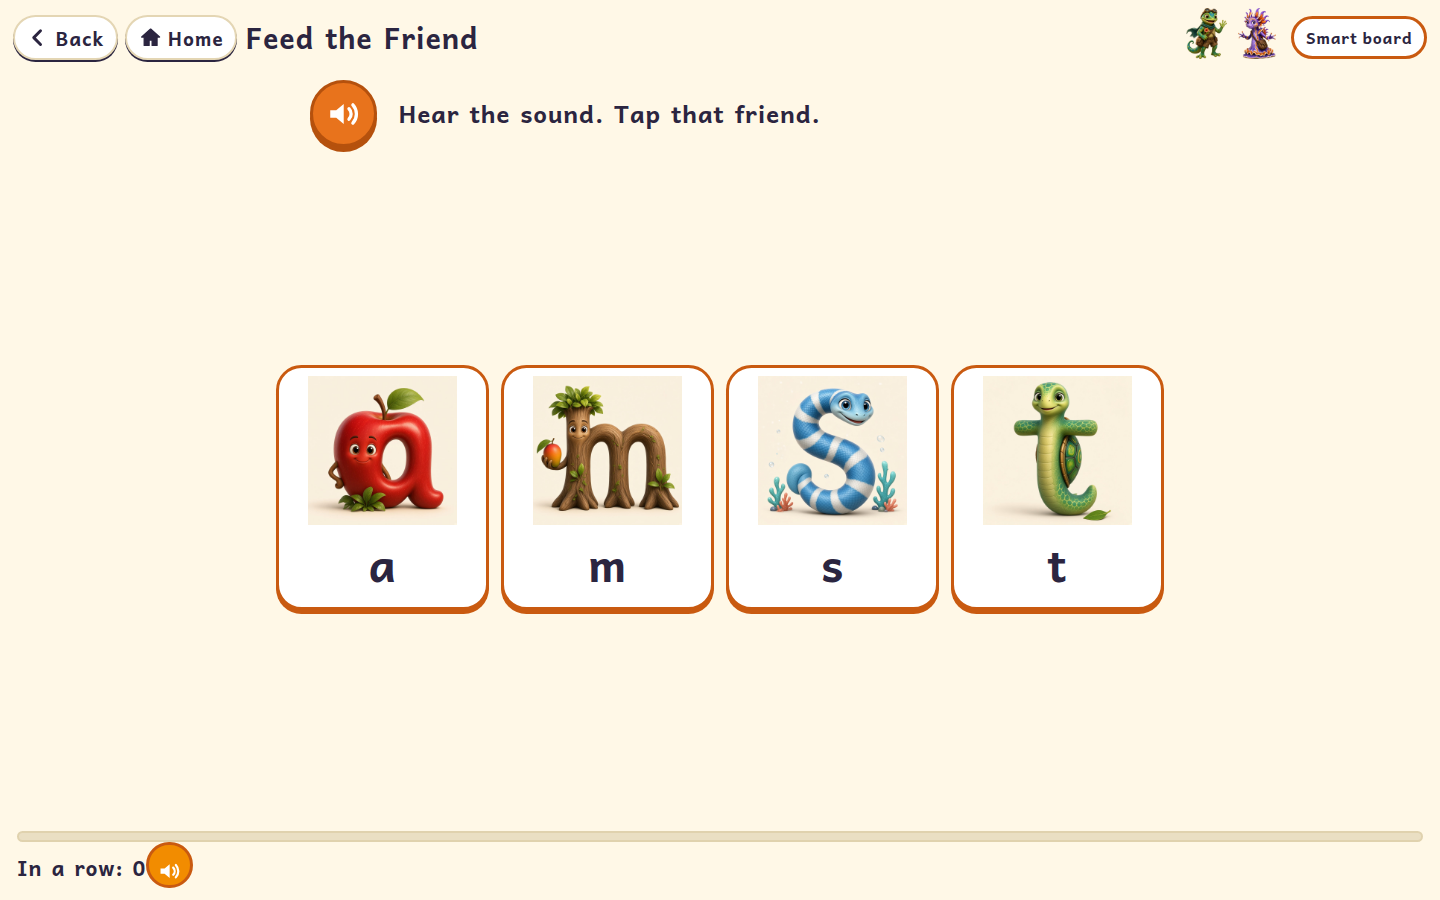 Back
Home
Feed the Friend
Smart board
Hear the sound. Tap that friend.
a
m
s
t
In a row: 0